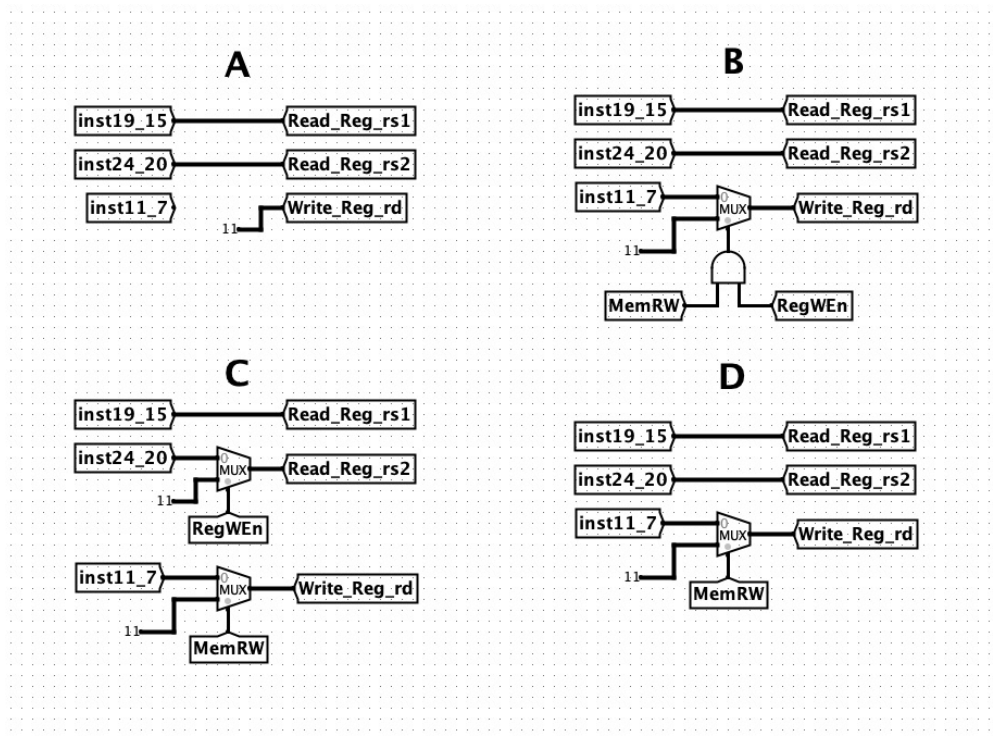 A
inst19_15 Read_Reg_rs1
inst24_20 Read_Reg_rs2
inst11_7 Write_Reg_rd
11
B
inst19_15 Read_Reg_rs1
inst24_20 Read_Reg_rs2
inst11_7 0 MUX Write_Reg_rd
11
MemRW RegWEn
C
inst19_15 Read_Reg_rs1
inst24_20 0 MUX Read_Reg_rs2
11
RegWEn
inst11_7 0 MUX Write_Reg_rd
11
MemRW
D
inst19_15 Read_Reg_rs1
inst24_20 Read_Reg_rs2
inst11_7 0 MUX Write_Reg_rd
11
MemRW